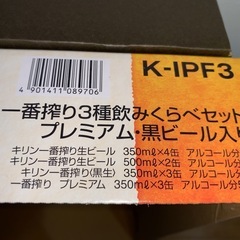 K-IPF3
4 901411 089706
一番搾り3種飲みくらべセット
プレミアム・黒ビール入り
キリン一番搾り生ビール 350ml×4缶 アルコール分
キリン一番搾り生ビール 500ml×2缶 アルコール分
キリン一番搾り(黒生) 350ml×3缶 アルコール分
一番搾り プレミアム 350ml×3缶 アルコール分